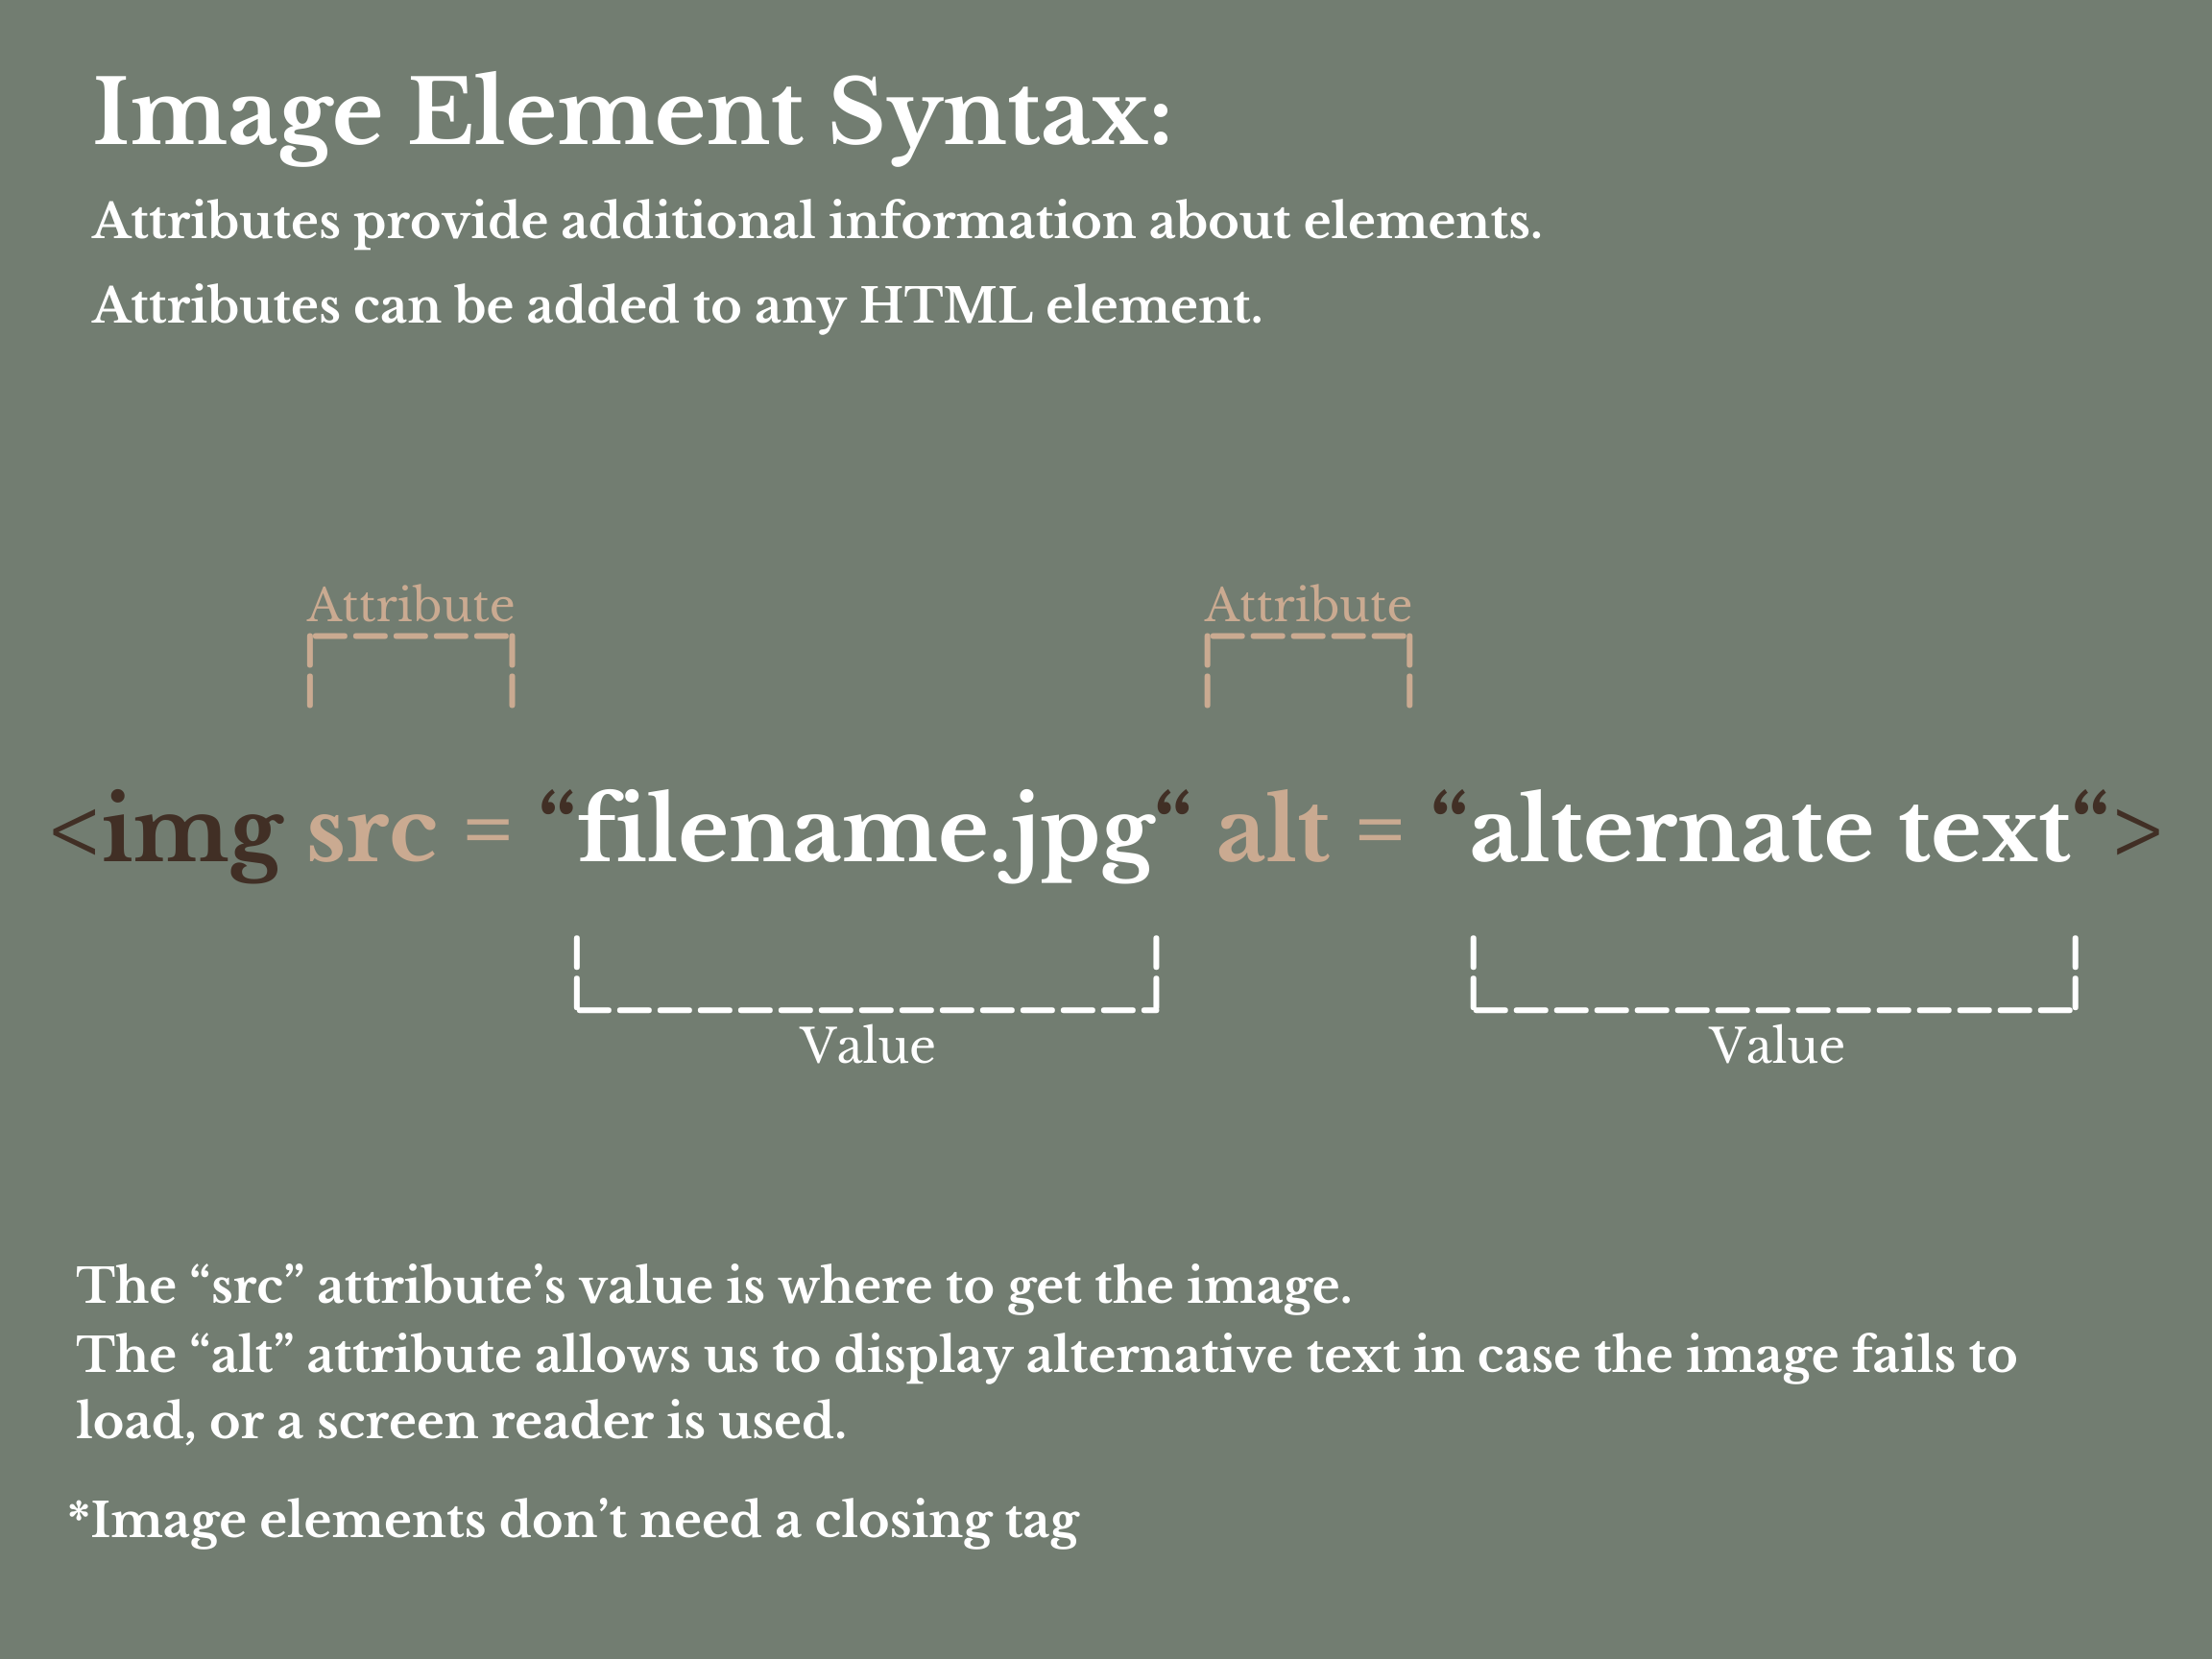 Image Element Syntax:
Attributes provide additional information about elements.
Attributes can be added to any HTML element.
Attribute Attribute
<img src = “filename.jpg“ alt = “alternate text“>
Value Value
The “src” attribute’s value is where to get the image.
The “alt” attribute allows us to display alternative text in case the image fails to
load, or a screen reader is used.
*Image elements don’t need a closing tag